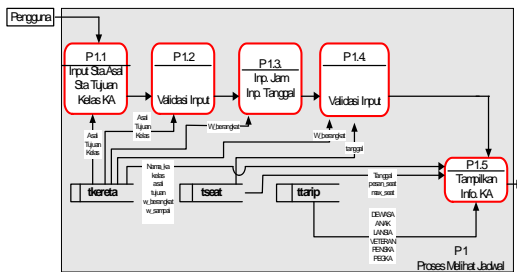 Pengguna
P1.1
Input Sta Asal
Sta Tujuan
Kelas KA
P1.2
Validasi Input
P1.3.
Inp. Jam
Inp. Tanggal
P1.4.
Validasi Input
Asal
Tujuan
Kelas
Asal
Tujuan
Kelas
W_berangkat
W_berangkat
tanggal
P1.5
Tampilkan
Info. KA
tkereta
Nama_ka
kelas
asal
tujuan
w_berangkat
w_sampai
tseat
Tanggal
pesan_seat
max_seat
ttarip
DEWASA
ANAK
LANSIA
VETERAN
PENSKA
PEGKA
P1
Proses Melihat Jadwal